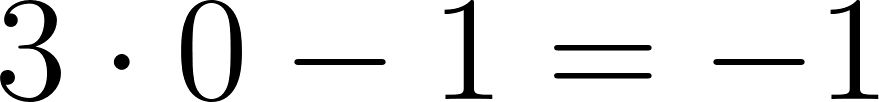 3 · 0 − 1 = −1